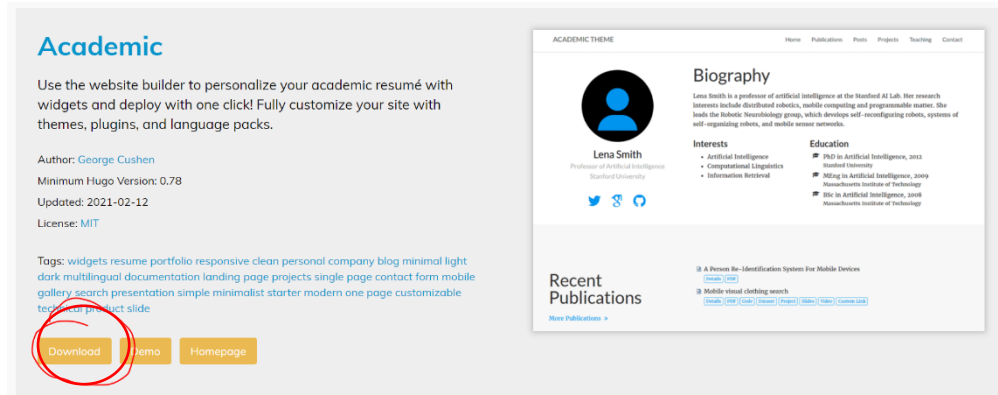 Academic
Use the website builder to personalize your academic resumé with
widgets and deploy with one click! Fully customize your site with
themes, plugins, and language packs.
Author: George Cushen
Minimum Hugo Version: 0.78
Updated: 2021-02-12
License: MIT
Tags: widgets resume portfolio responsive clean personal company blog minimal light
dark multilingual documentation landing page projects single page contact form mobile
gallery search presentation simple minimalist starter modern one page customizable
technical product slide
Download Demo Homepage
ACADEMIC THEME Home Publications Posts Projects Teaching Contact
Lena Smith
Professor of Artificial Intelligence
Stanford University
Biography
Lena Smith is a professor of artificial intelligence at the Stanford AI Lab. Her research
interests include distributed robotics, mobile computing and programmable matter. She
leads the Robotic Neurobiology group, which develops self-reconfiguring robots, systems of
self-organizing robots, and mobile sensor networks.
Interests
• Artificial Intelligence
• Computational Linguistics
• Information Retrieval
Education
PhD in Artificial Intelligence, 2012
Stanford University
MEng in Artificial Intelligence, 2009
Massachusetts Institute of Technology
BSc in Artificial Intelligence, 2008
Massachusetts Institute of Technology
Recent
Publications
More Publications >
A Person Re-Identification System For Mobile Devices
Details PDF
Mobile visual clothing search
Details PDF Code Dataset Project Slides Video Custom Link